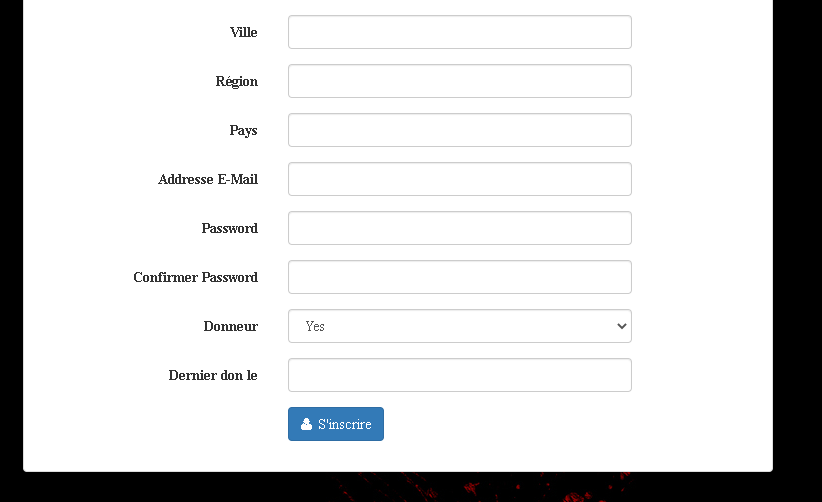 Ville
Région
Pays
Addresse E-Mail
Password
Confirmer Password
Donneur
Yes
Dernier don le
S'inscrire